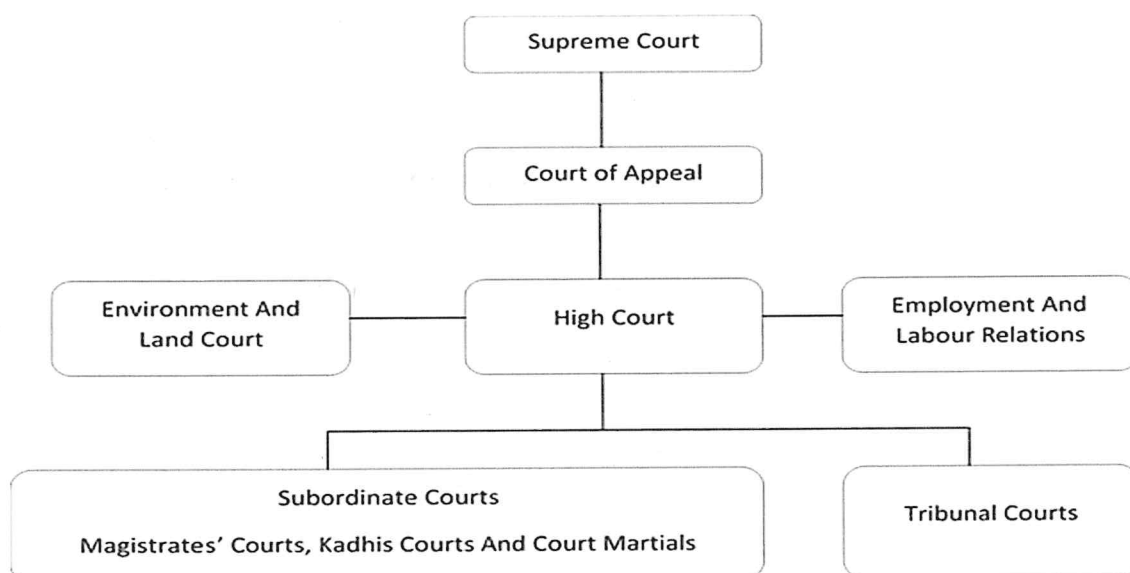 Supreme Court
Court of Appeal
Environment And
Land Court
High Court
Employment And
Labour Relations
Subordinate Courts
Magistrates' Courts, Kadhis Courts And Court Martials
Tribunal Courts